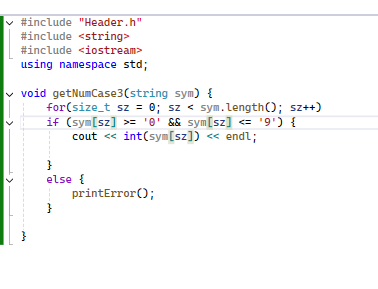 #include "Header.h"
#include <string>
#include <iostream>
using namespace std;

void getNumCase3(string sym) {
    for(size_t sz = 0; sz < sym.length(); sz++)
    if (sym[sz] >= '0' && sym[sz] <= '9') {
        cout << int(sym[sz]) << endl;

    }
    else {
        printError();
    }

}